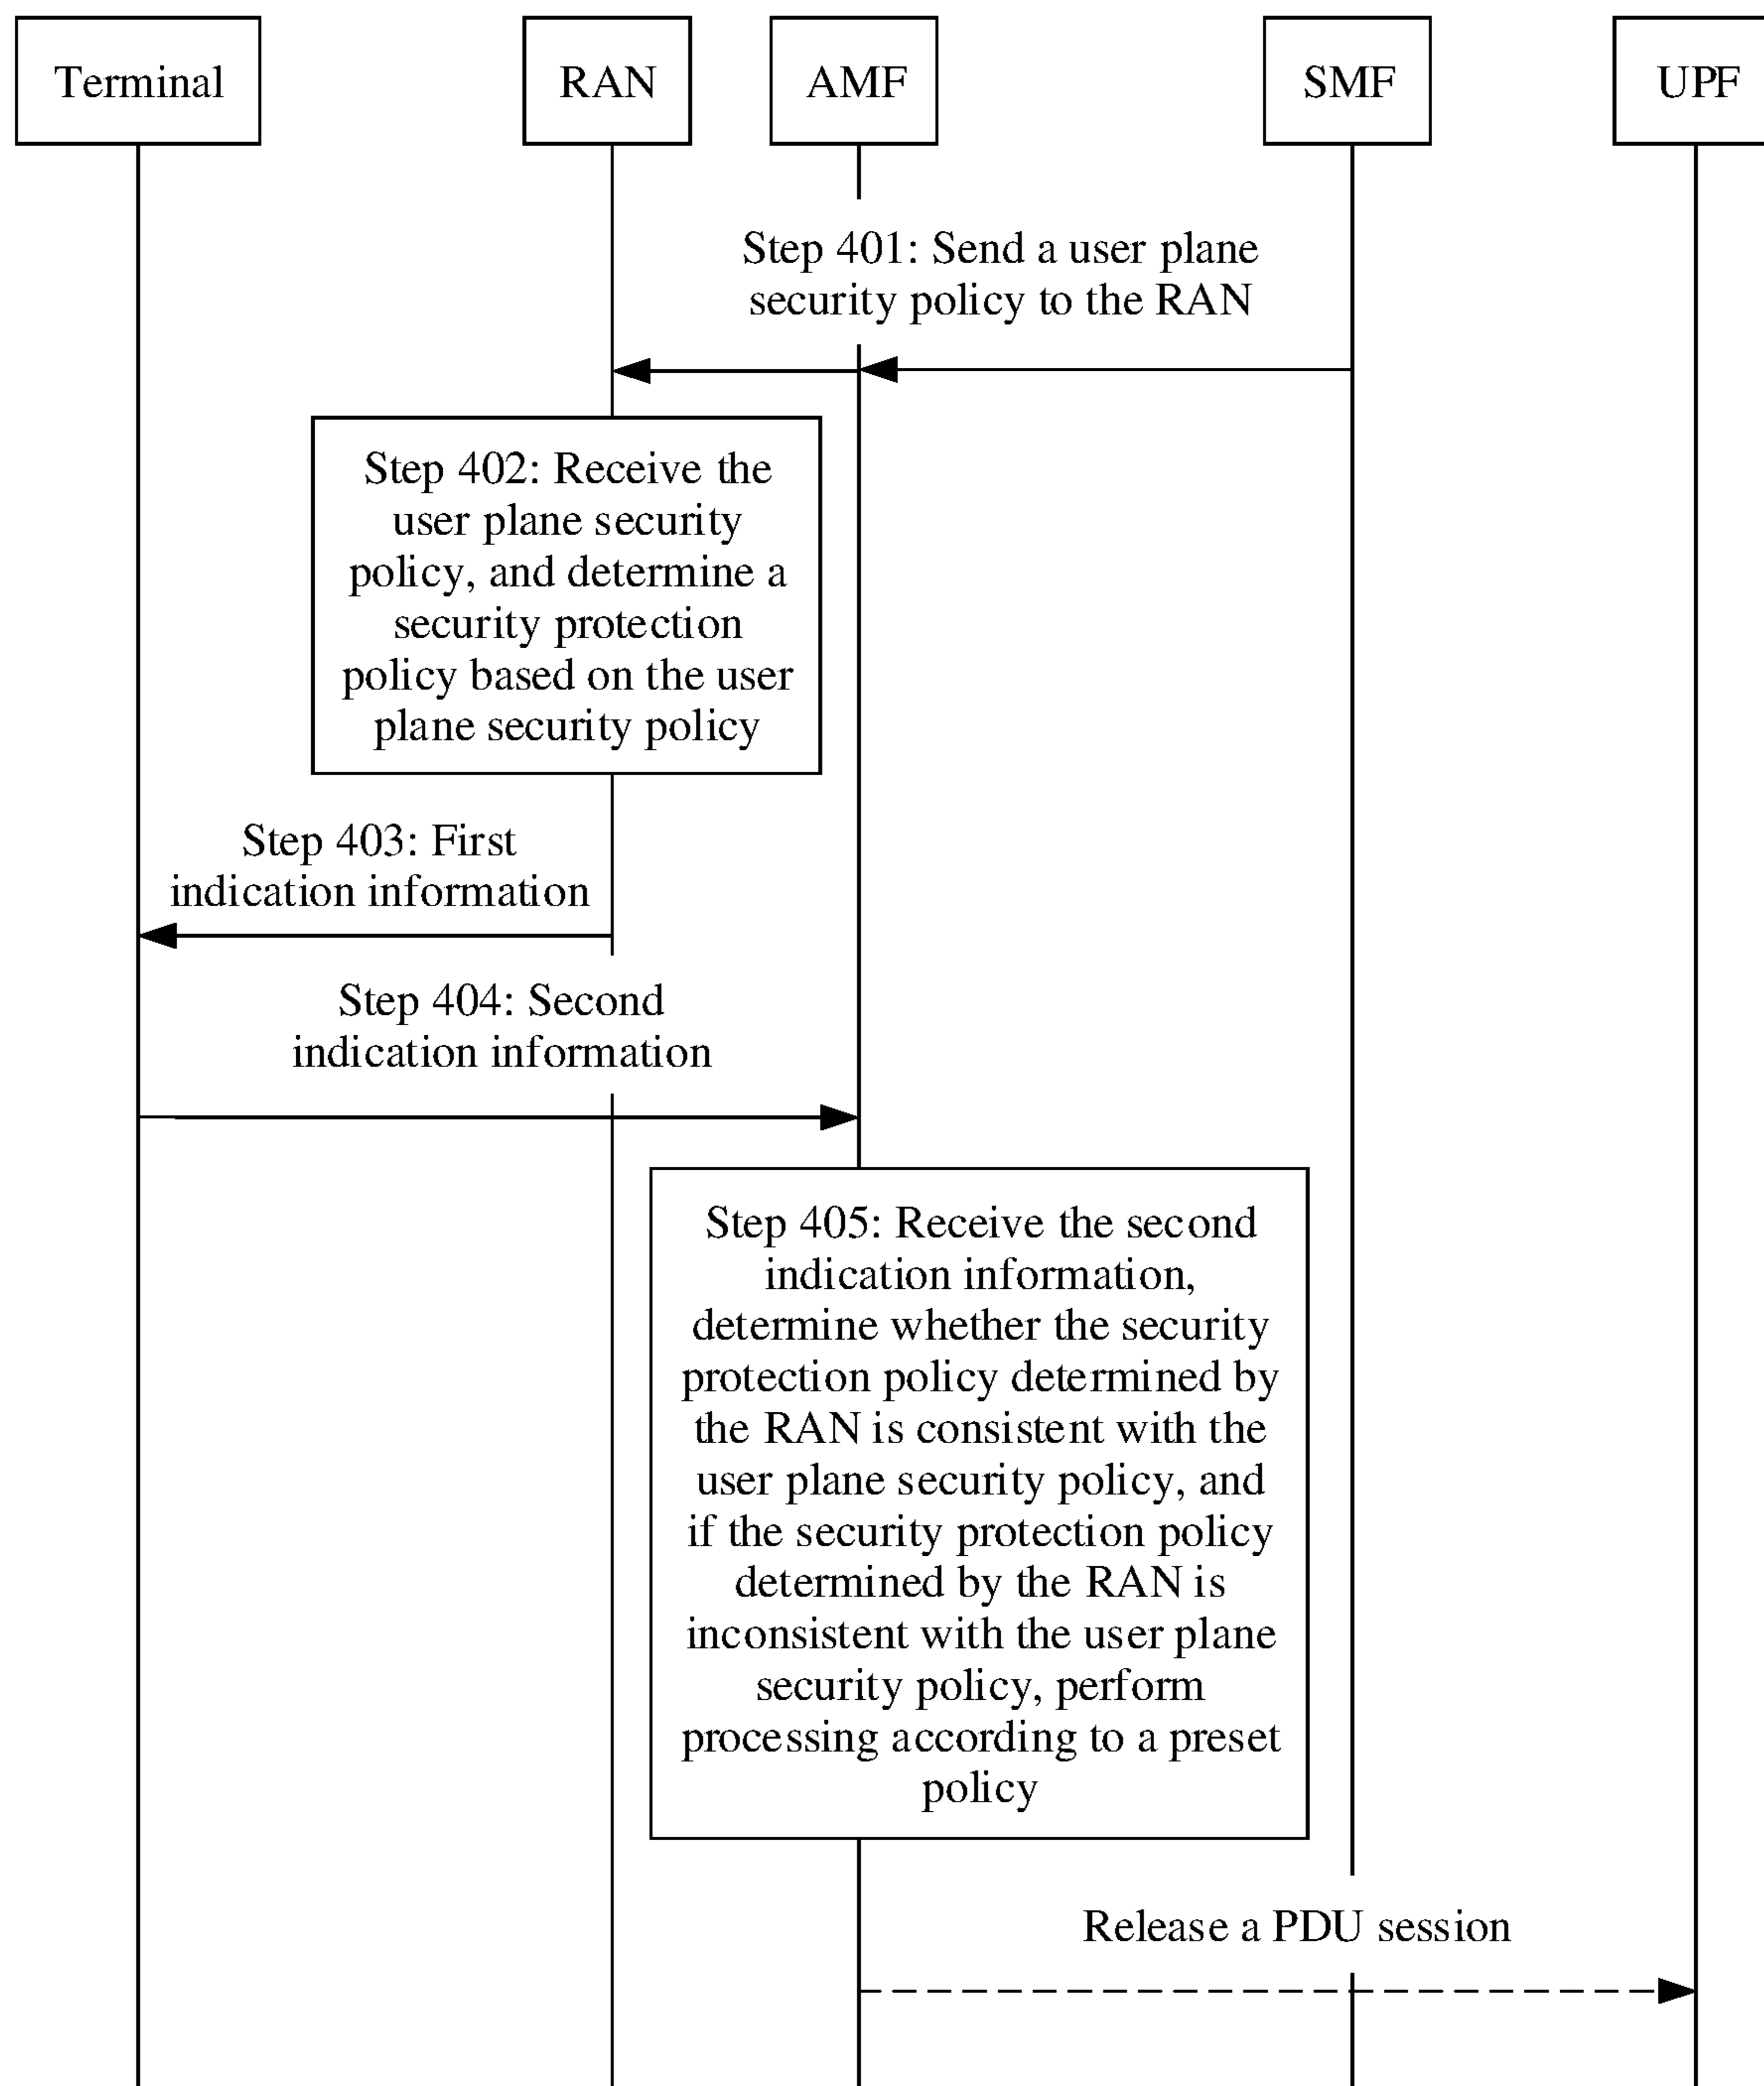 Terminal
RAN
AMF
SMF
UPF
Step 401: Send a user plane
security policy to the RAN
Step 402: Receive the
user plane security
policy, and determine a
security protection
policy based on the user
plane security policy
Step 403: First
indication information
Step 404: Second
indication information
Step 405: Receive the second
indication information,
determine whether the security
protection policy determined by
the RAN is consistent with the
user plane security policy, and
if the security protection policy
determined by the RAN is
inconsistent with the user plane
security policy, perform
processing according to a preset
policy
Release a PDU session